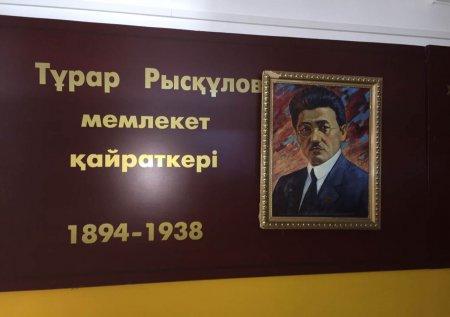 Тұрар Рысқұлов
мемлекет
қайраткері
1894-1938